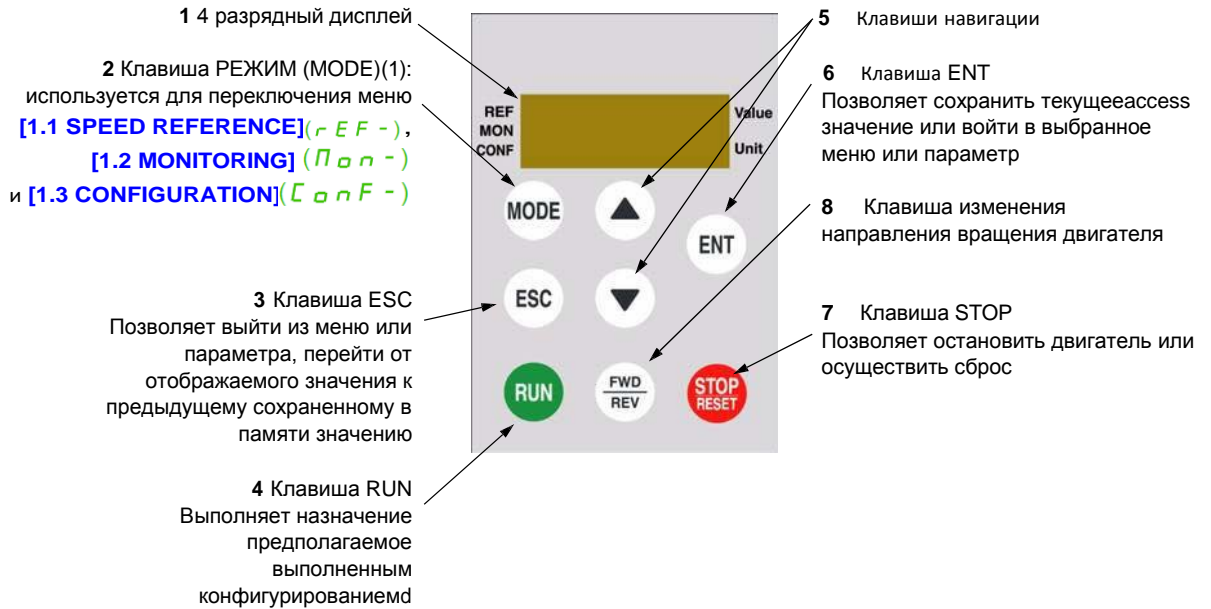 1 4 разрядный дисплей
2 Клавиша РЕЖИМ (MODE)(1):
используется для переключения меню
[1.1 SPEED REFERENCE](rEF-),
[1.2 MONITORING] (Mon-)
и [1.3 CONFIGURATION](ConF-)
3 Клавиша ESC
Позволяет выйти из меню или
параметра, перейти от
отображаемого значения к
предыдущему сохраненному в
памяти значению
4 Клавиша RUN
Выполняет назначение
предполагаемое
выполненным
конфигурированиемd
REF
MON
CONF
Value
Unit
MODE
ENT
ESC
RUN
FWD
REV
STOP
RESET
5 Клавиши навигации
6 Клавиша ENT
Позволяет сохранить текущееaccess
значение или войти в выбранное
меню или параметр
8 Клавиша изменения
направления вращения двигателя
7 Клавиша STOP
Позволяет остановить двигатель или
осуществить сброс